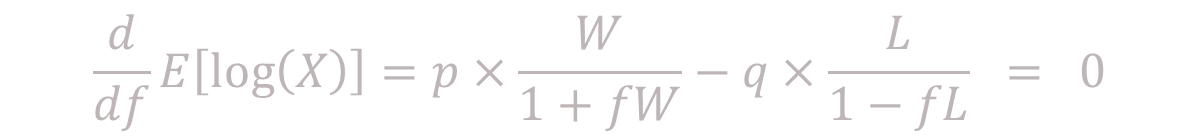 d/df E[log(X)] = p × W/(1 + fW) − q × L/(1 − fL) = 0